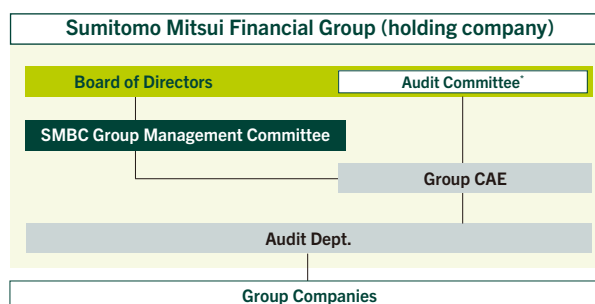 Sumitomo Mitsui Financial Group (holding company)
Board of Directors
Audit Committee*
SMBC Group Management Committee
Group CAE
Audit Dept.
Group Companies